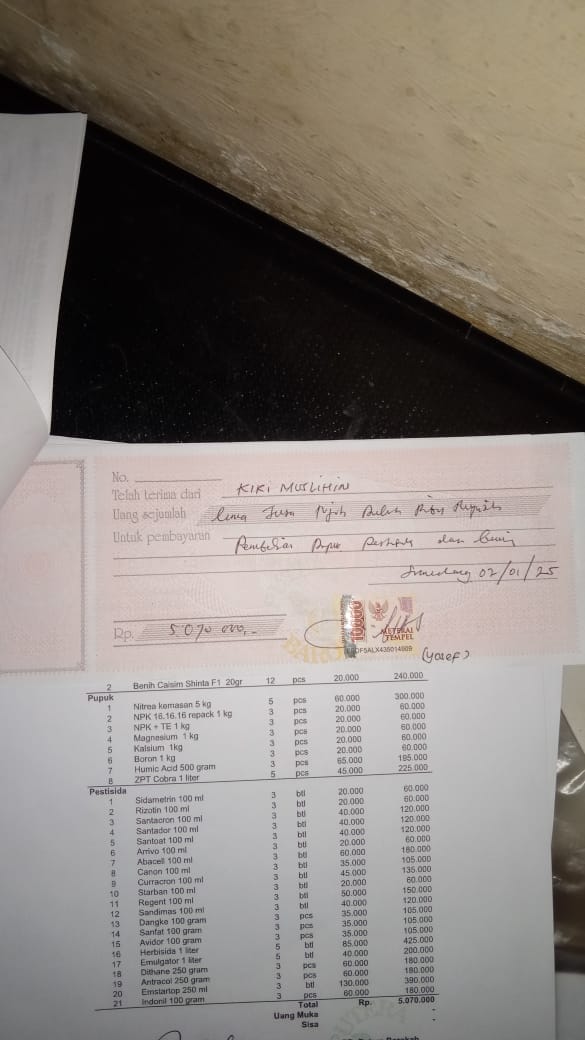 No.
Telah terima dari KIKI MUSLIHIN
Uang sejumlah lima Juta Tujuh Puluh Ribu Rupiah
Untuk pembayaran Pembelian Pupuk Pestisida dan benih
Sumedang 02/01/25
Rp. 5.070.000,-
10000
METERAI
TEMPEL
(Yosef)
2 Benih Caisim Shinta F1 20gr 12 pcs 20.000 240.000
Pupuk
1 Nitrea kemasan 5 kg 5 pcs 60.000 300.000
2 NPK 16.16.16 repack 1 kg 3 pcs 20.000 60.000
3 NPK + TE 1 kg 3 pcs 20.000 60.000
4 Magnesium 1 kg 3 pcs 20.000 60.000
5 Kalsium 1kg 3 pcs 20.000 60.000
6 Boron 1 kg 3 pcs 20.000 60.000
7 Humic Acid 500 gram 3 pcs 65.000 195.000
8 ZPT Cobra 1 liter 5 pcs 45.000 225.000
Pestisida
1 Sidametrin 100 ml 3 btl 20.000 60.000
2 Rizotin 100 ml 3 btl 20.000 60.000
3 Santacron 100 ml 3 btl 40.000 120.000
4 Santador 100 ml 3 btl 40.000 120.000
5 Santoat 100 ml 3 btl 40.000 120.000
6 Arrivo 100 ml 3 btl 20.000 60.000
7 Abacell 100 ml 3 btl 60.000 180.000
8 Canon 100 ml 3 btl 35.000 105.000
9 Curracron 100 ml 3 btl 45.000 135.000
10 Starban 100 ml 3 btl 20.000 60.000
11 Regent 100 ml 3 btl 50.000 150.000
12 Sandimas 100 ml 3 btl 40.000 120.000
13 Dangke 100 gram 3 pcs 35.000 105.000
14 Sanfat 100 gram 3 pcs 35.000 105.000
15 Avidor 100 gram 3 pcs 35.000 105.000
16 Herbisida 1 liter 5 btl 85.000 425.000
17 Emulgator 1 liter 5 btl 40.000 200.000
18 Dithane 250 gram 3 pcs 60.000 180.000
19 Antracol 250 gram 3 pcs 60.000 180.000
20 Emstartop 250 ml 3 btl 130.000 390.000
21 Indonil 100 gram 3 pcs 60.000 180.000
Total Rp. 5.070.000
Uang Muka -
Sisa -